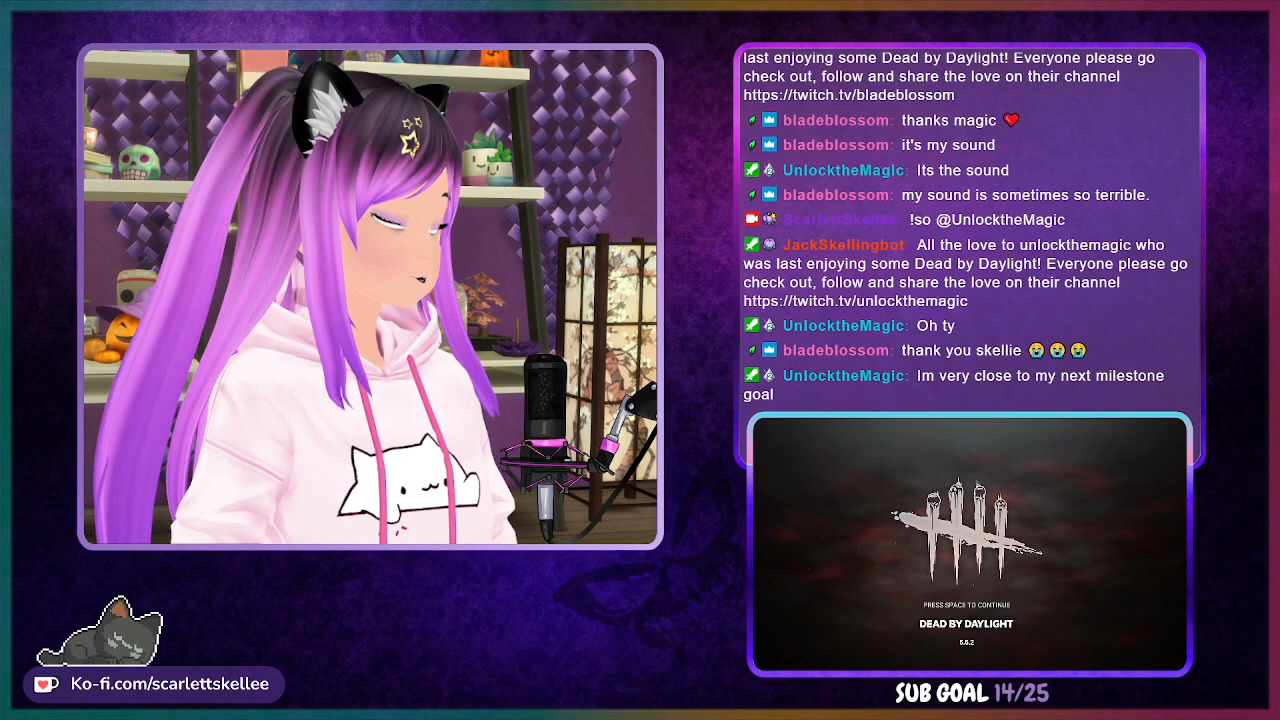 last enjoying some Dead by Daylight! Everyone please go
check out, follow and share the love on their channel
https://twitch.tv/bladeblossom
bladeblossom: thanks magic
bladeblossom: it's my sound
UnlocktheMagic: Its the sound
bladeblossom: my sound is sometimes so terrible.
ScarlettSkellee: !so @UnlocktheMagic
JackSkellingbot: All the love to unlockthemagic who
was last enjoying some Dead by Daylight! Everyone please go
check out, follow and share the love on their channel
https://twitch.tv/unlockthemagic
UnlocktheMagic: Oh ty
bladeblossom: thank you skellie
UnlocktheMagic: Im very close to my next milestone
goal
PRESS SPACE TO CONTINUE
DEAD BY DAYLIGHT
5.5.2
Ko-fi.com/scarlettskellee
SUB GOAL 14/25